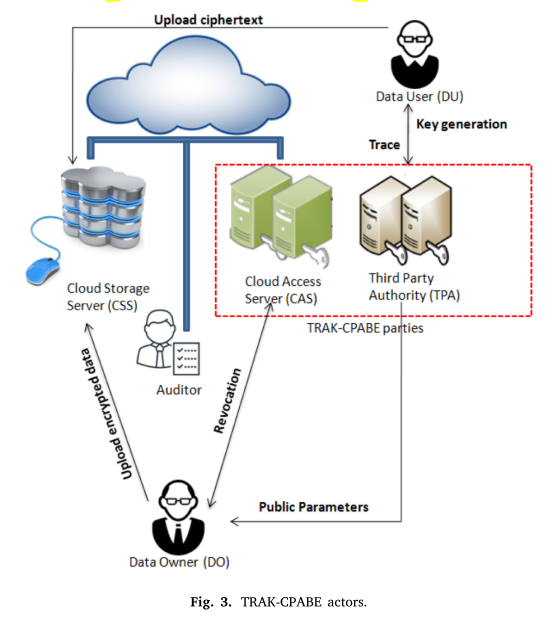 Upload ciphertext
Data User (DU)
Key generation
Trace
Cloud Storage
Server (CSS)
Cloud Access
Server (CAS)
Third Party
Authority (TPA)
TRAK-CPABE parties
Auditor
Upload encrypted data
Revocation
Public Parameters
Data Owner (DO)
Fig. 3. TRAK-CPABE actors.